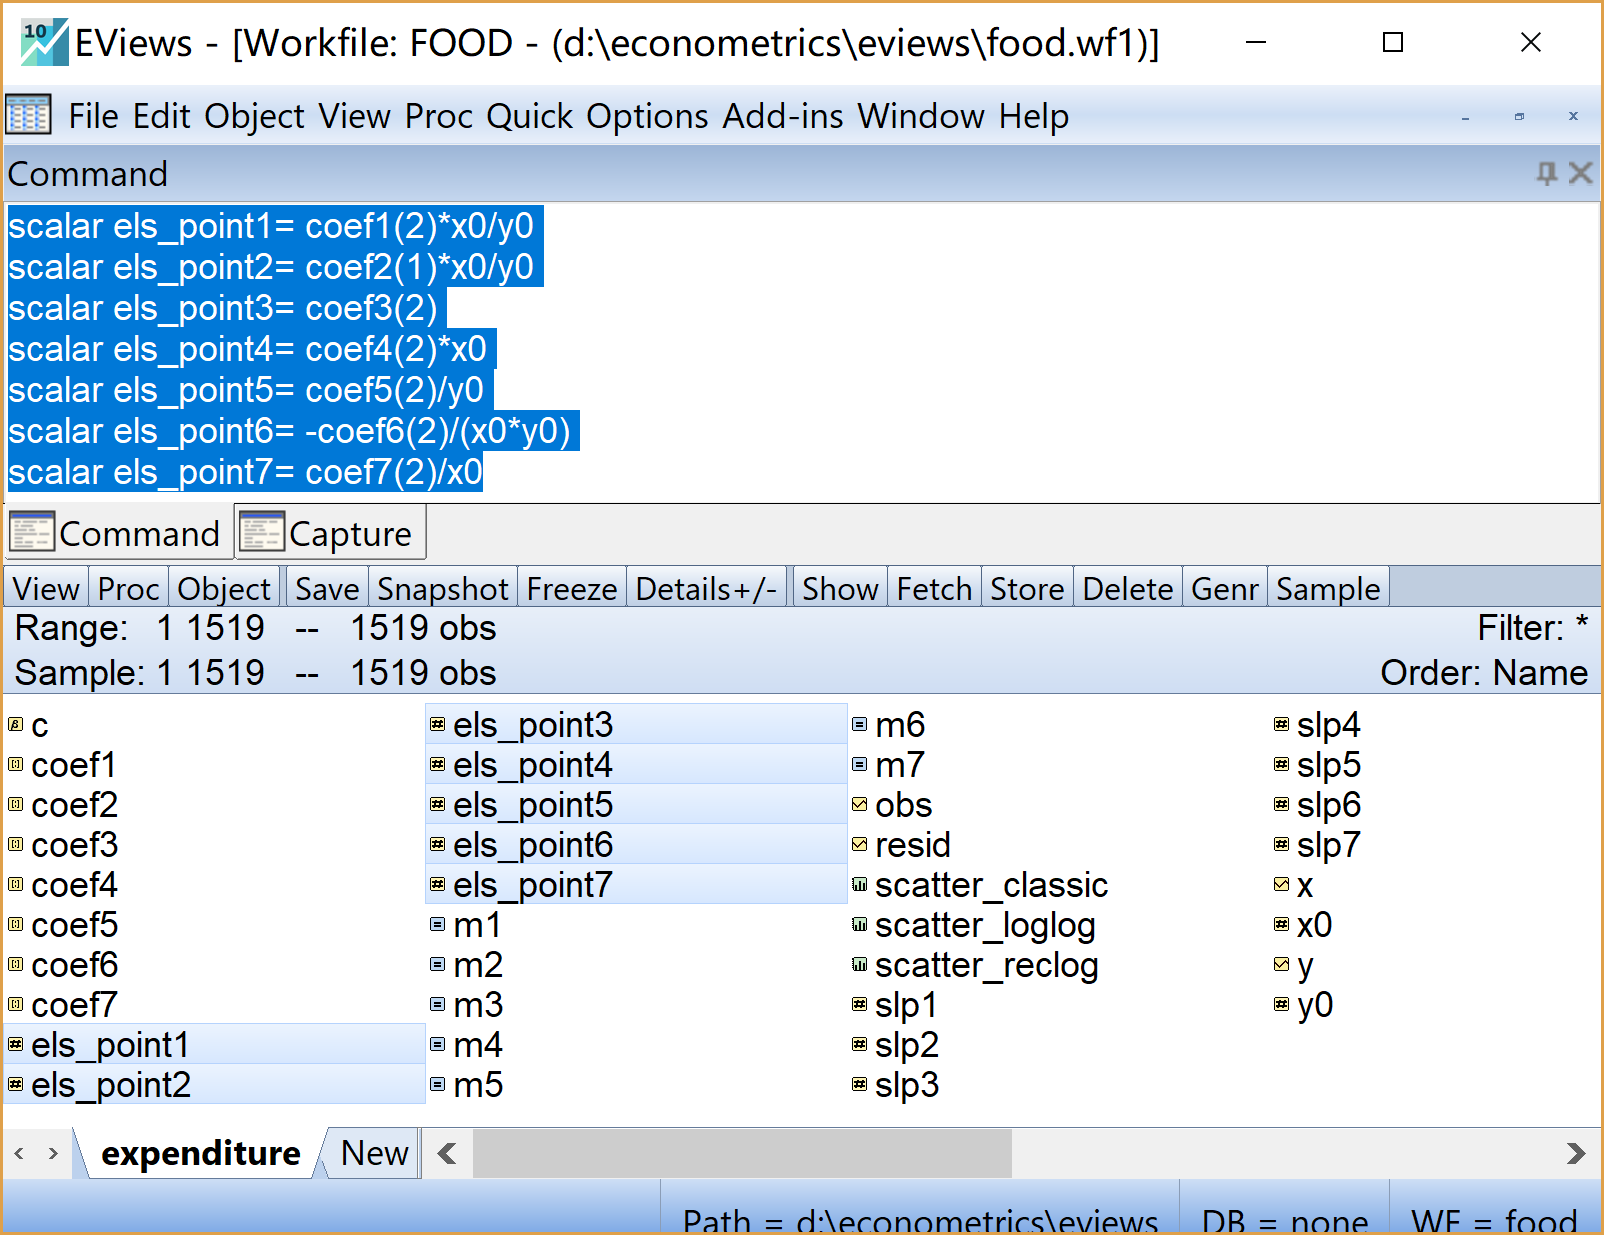 10 EViews - [Workfile: FOOD - (d:\econometrics\eviews\food.wf1)]
File Edit Object View Proc Quick Options Add-ins Window Help
Command
scalar els_point1= coef1(2)*x0/y0
scalar els_point2= coef2(1)*x0/y0
scalar els_point3= coef3(2)
scalar els_point4= coef4(2)*x0
scalar els_point5= coef5(2)/y0
scalar els_point6= -coef6(2)/(x0*y0)
scalar els_point7= coef7(2)/x0
Command Capture
View Proc Object Save Snapshot Freeze Details+/- Show Fetch Store Delete Genr Sample
Range: 1 1519 -- 1519 obs Filter: *
Sample: 1 1519 -- 1519 obs Order: Name
c
coef1
coef2
coef3
coef4
coef5
coef6
coef7
els_point1
els_point2
els_point3
els_point4
els_point5
els_point6
els_point7
m1
m2
m3
m4
m5
m6
m7
obs
resid
scatter_classic
scatter_loglog
scatter_reclog
slp1
slp2
slp3
slp4
slp5
slp6
slp7
x
x0
y
y0
expenditure New
Path = d:\econometrics\eviews DB = none WF = food